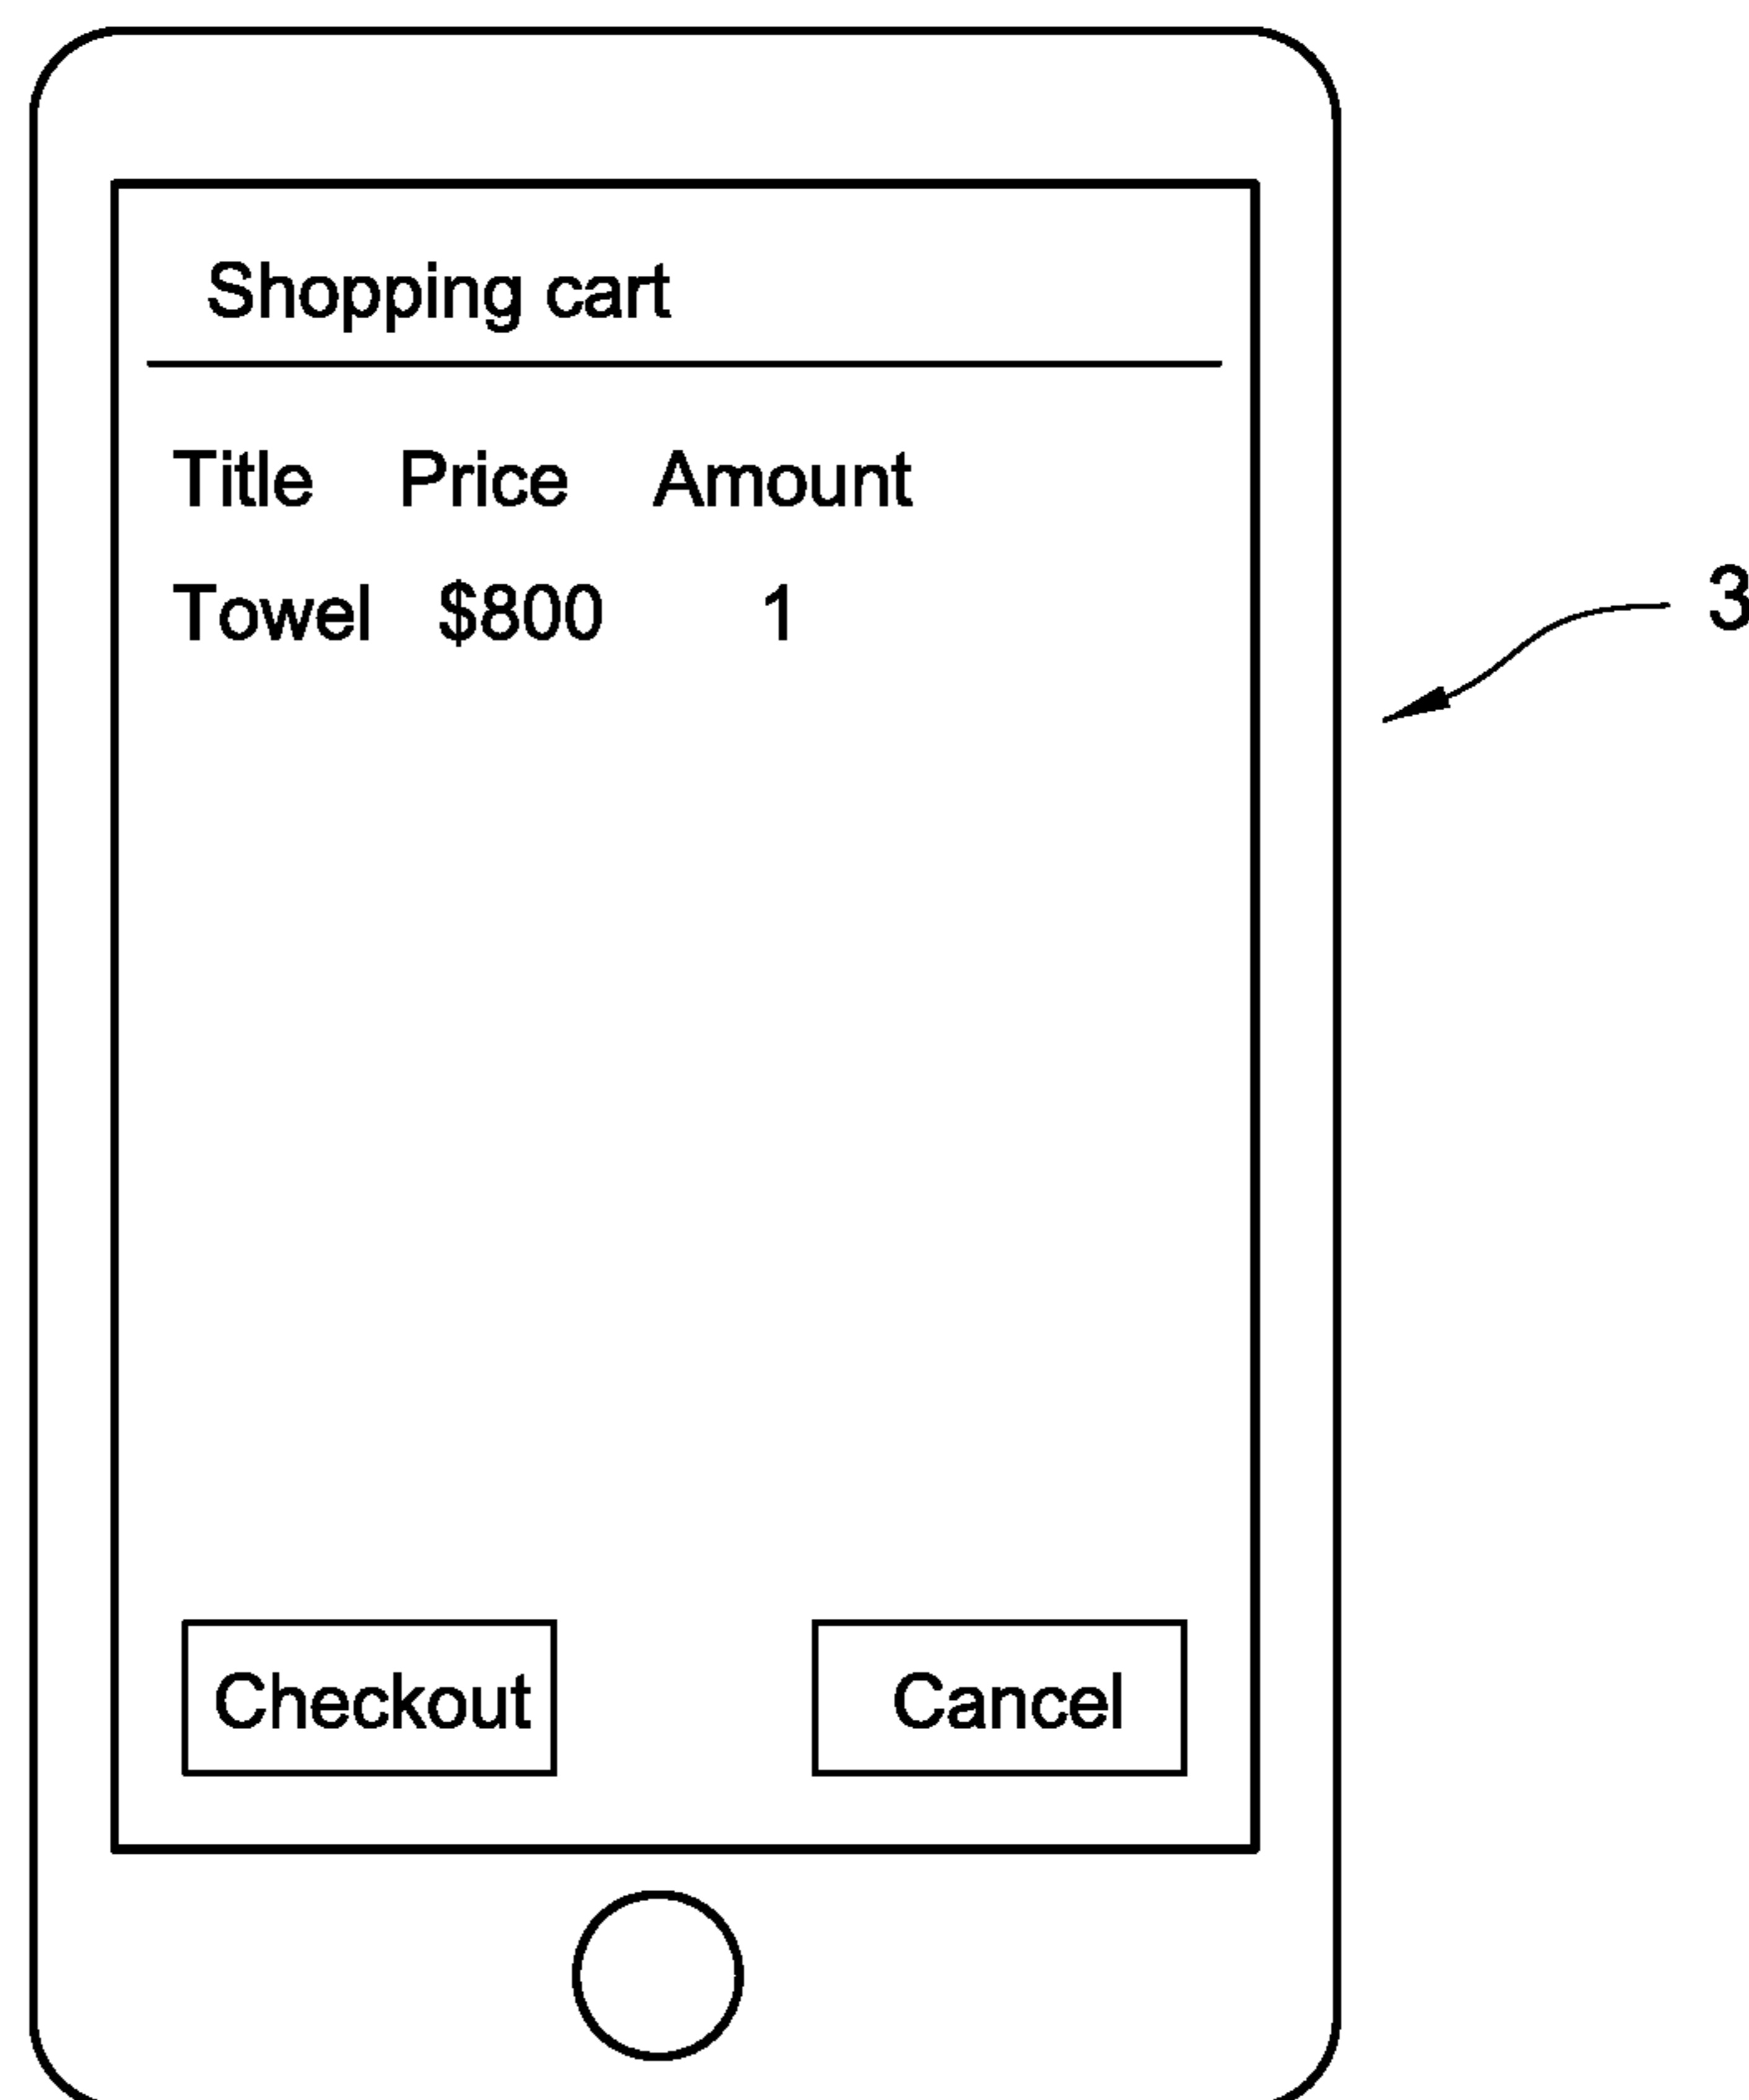 Shopping cart
Title Price Amount
Towel $800 1
3
Checkout Cancel